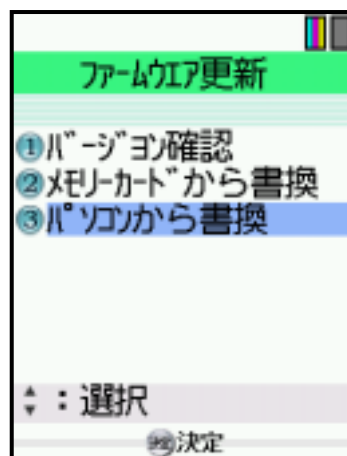 ﾌｧｰﾑｳｴｱ更新
①ﾊﾞｰｼﾞｮﾝ確認
②ﾒﾓﾘｰｶｰﾄﾞから書換
③ﾊﾟｿｺﾝから書換
：選択
決定